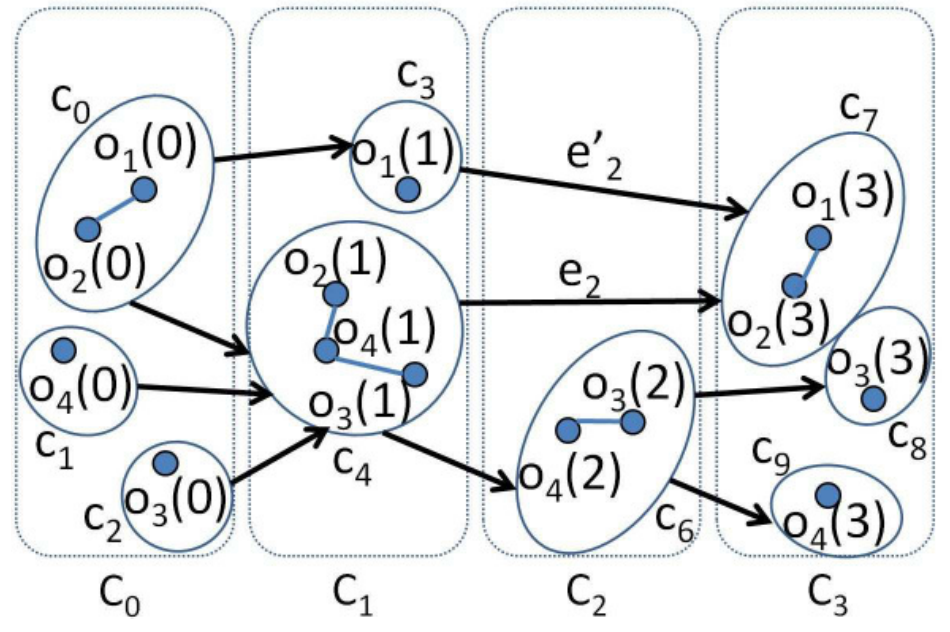 c₀
o₁(0)
o₂(0)
o₄(0)
c₁
c₂
o₃(0)
C₀
c₃
o₁(1)
o₂(1)
o₄(1)
o₃(1)
c₄
C₁
e'₂
e₂
o₃(2)
o₄(2)
c₆
C₂
c₇
o₁(3)
o₂(3)
o₃(3)
c₈
c₉
o₄(3)
C₃